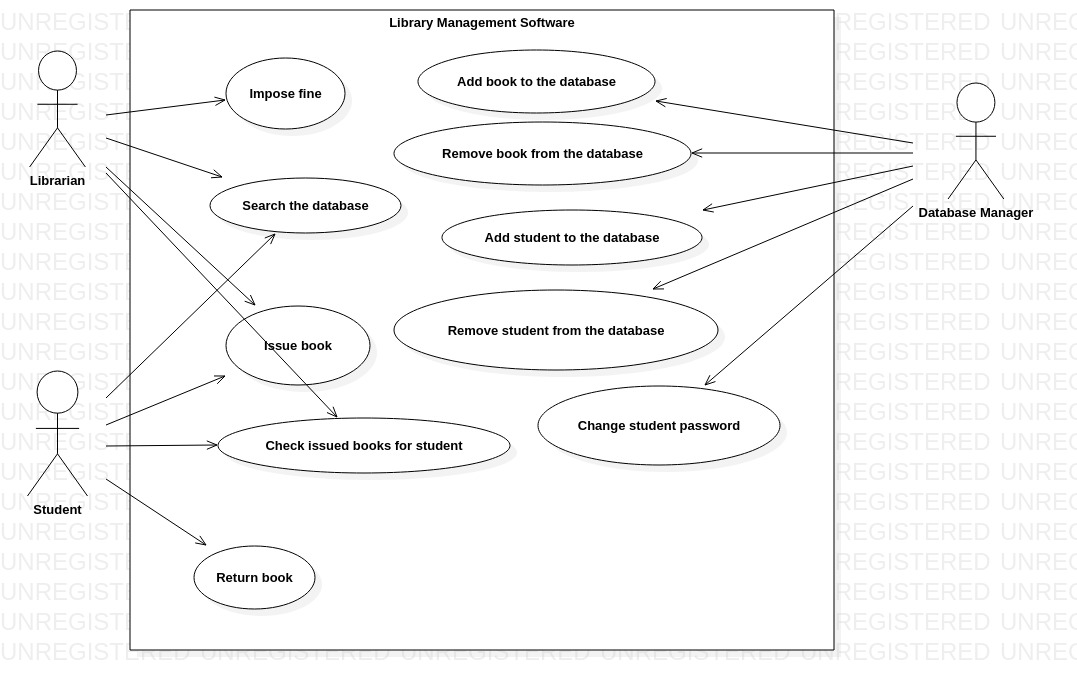 Library Management Software
Impose fine
Add book to the database
Remove book from the database
Librarian
Search the database
Database Manager
Add student to the database
Issue book
Remove student from the database
Check issued books for student
Change student password
Student
Return book
UNREGISTERED UNREGISTERED UNREGISTERED UNREGISTERED UNREGISTERED UNREG